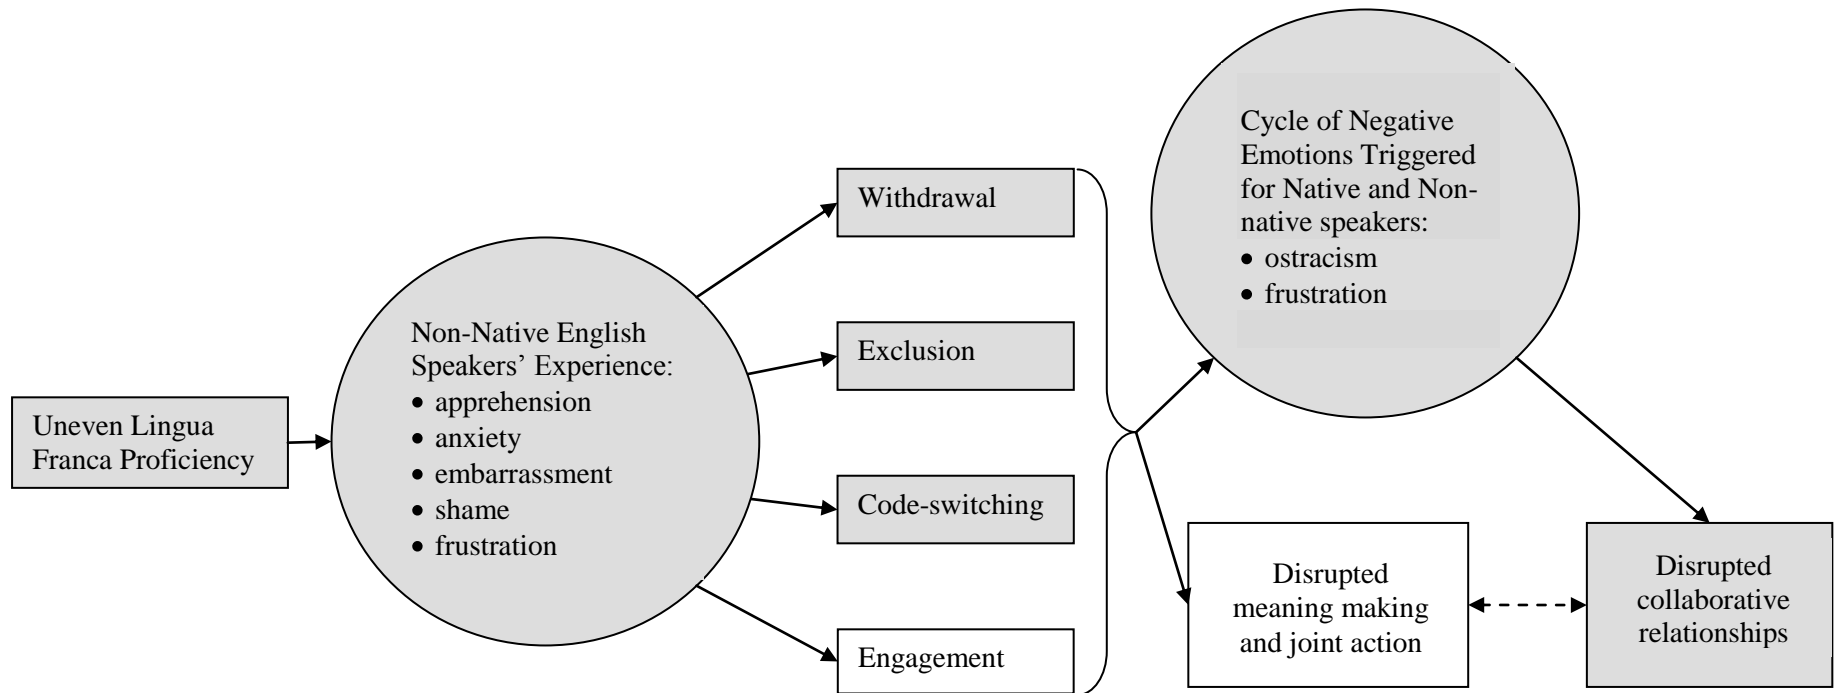 Uneven Lingua
Franca Proficiency
Non-Native English
Speakers’ Experience:
• apprehension
• anxiety
• embarrassment
• shame
• frustration
Withdrawal
Exclusion
Code-switching
Engagement
Cycle of Negative
Emotions Triggered
for Native and Non-
native speakers:
• ostracism
• frustration
Disrupted
meaning making
and joint action
Disrupted
collaborative
relationships